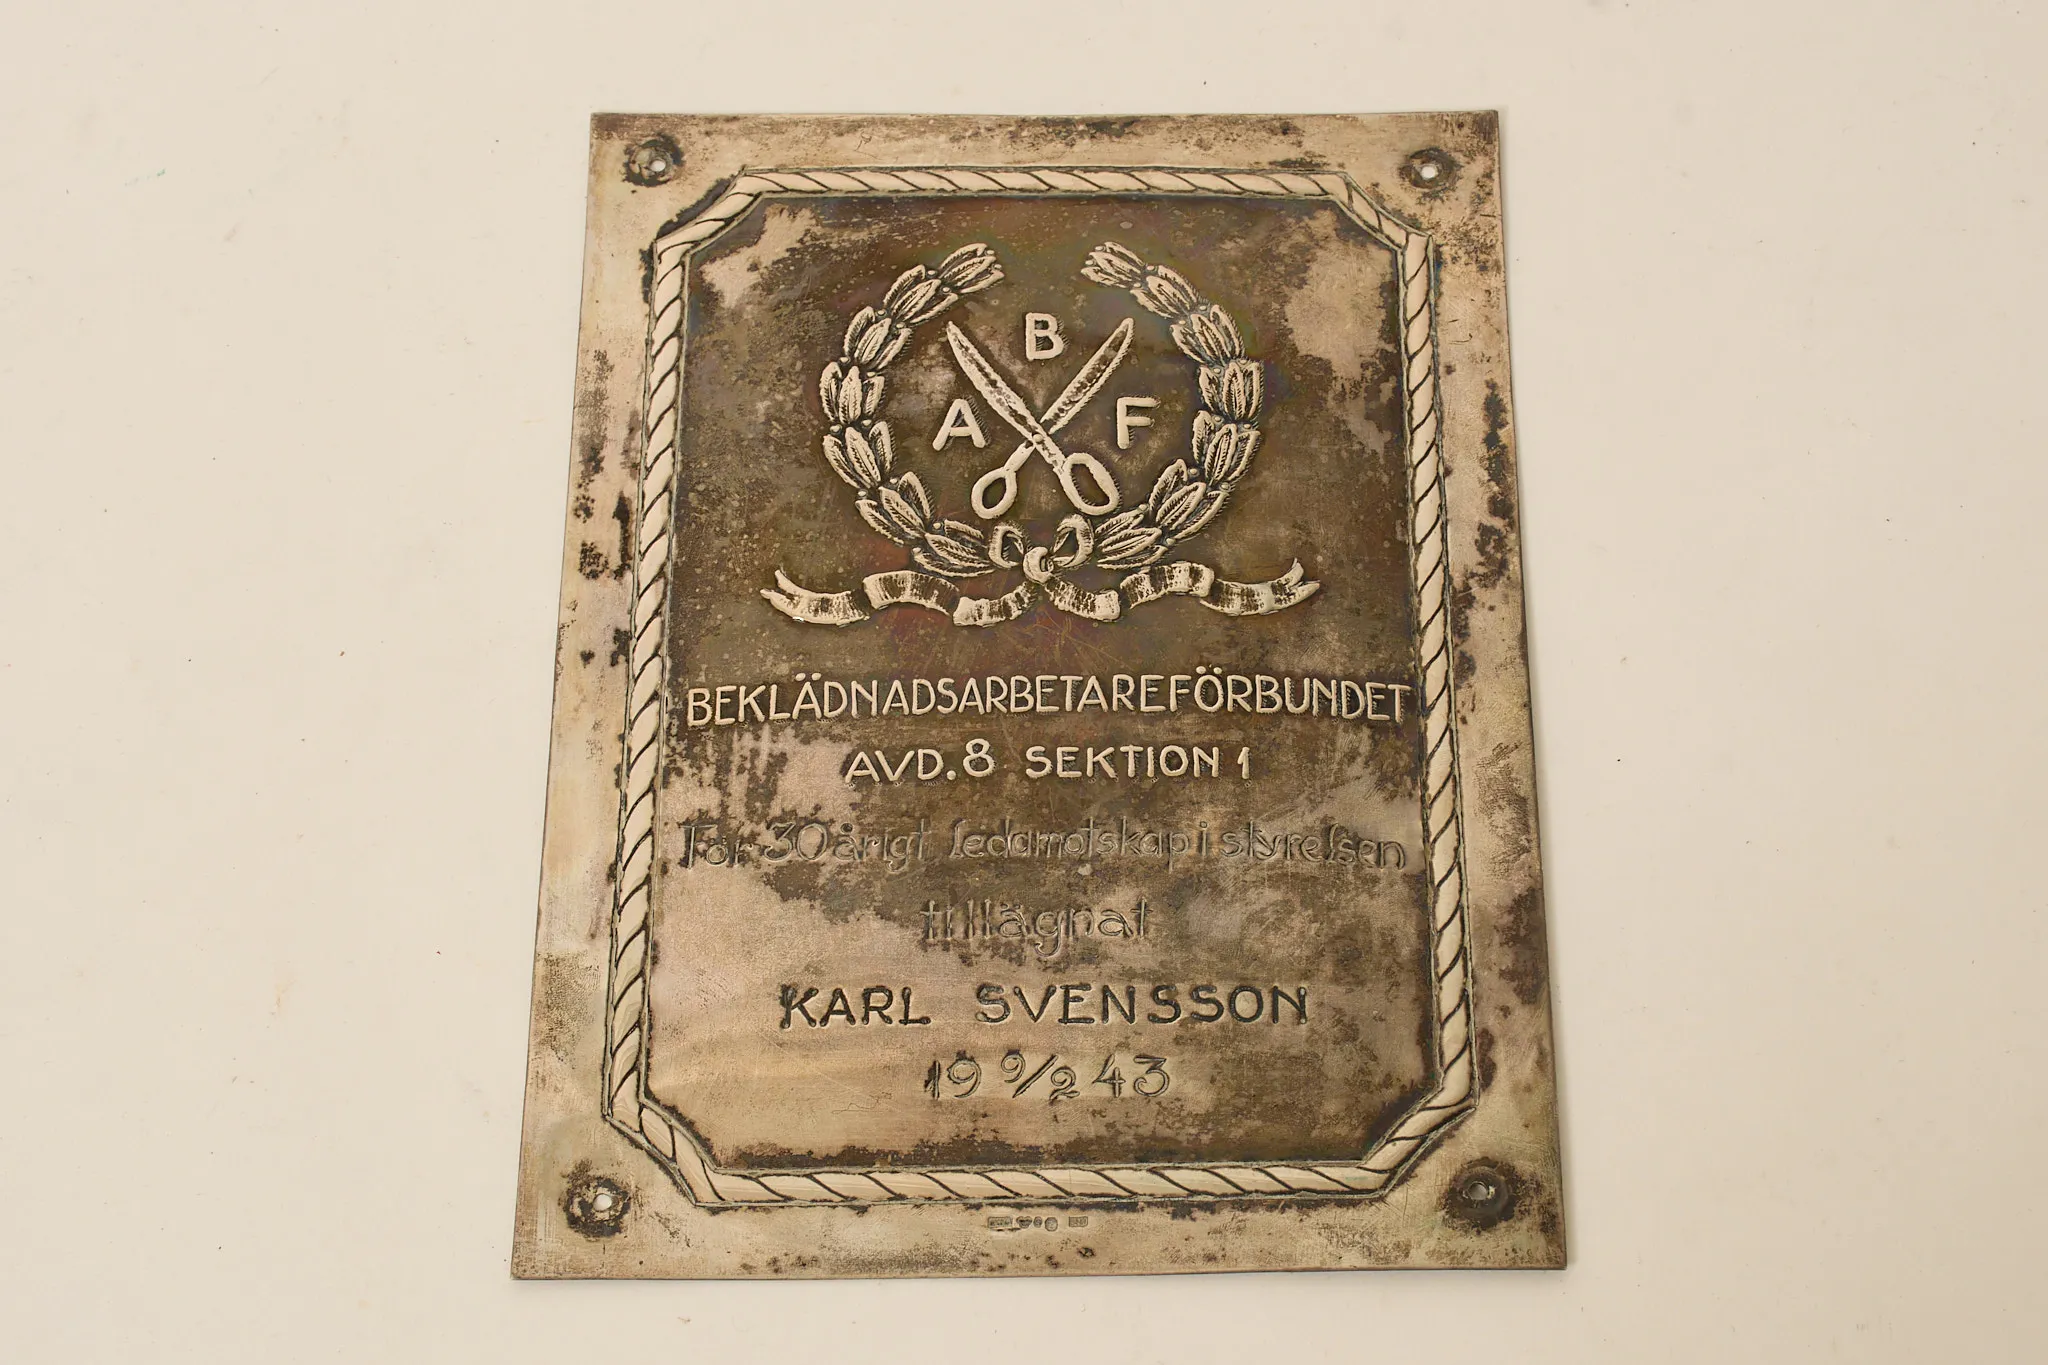 B
A F
BEKLÄDNADSARBETAREFÖRBUNDET
AVD. 8 SEKTION 1
För 30 årigt ledamotskap i styrelsen
tillägnat
KARL SVENSSON
19 9/2 43